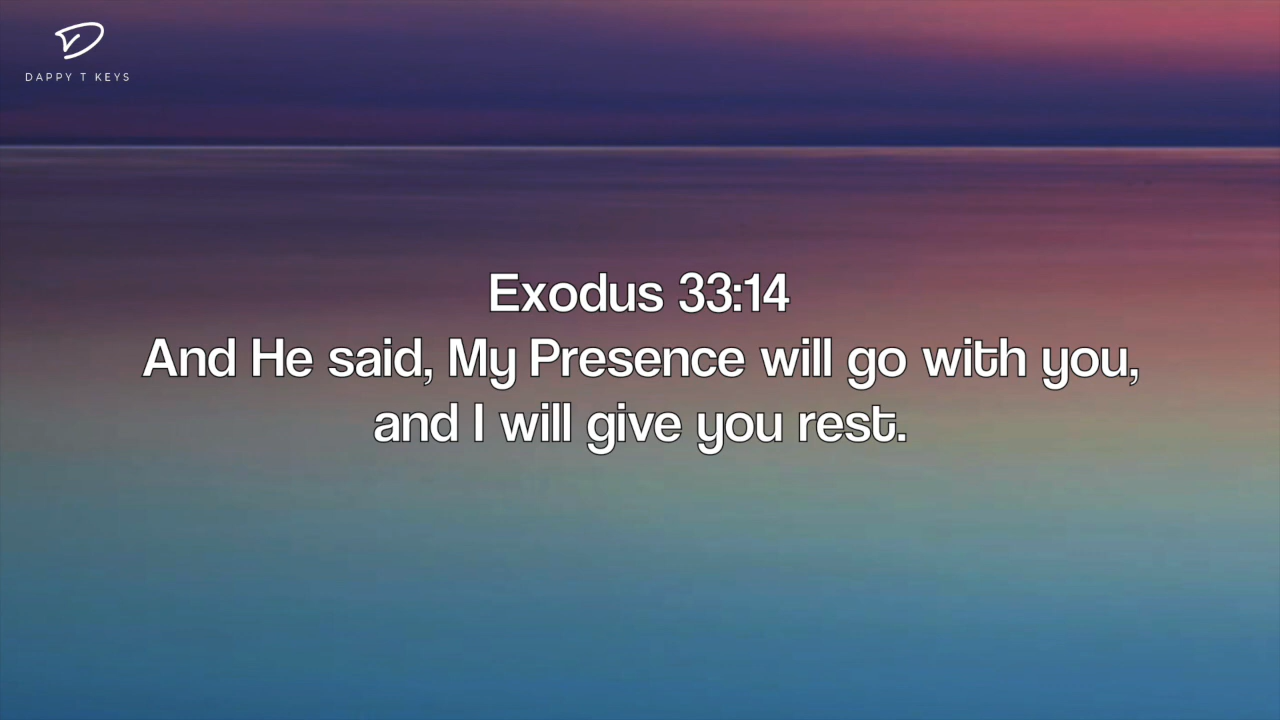 DAPPY T KEYS
Exodus 33:14
And He said, My Presence will go with you,
and I will give you rest.